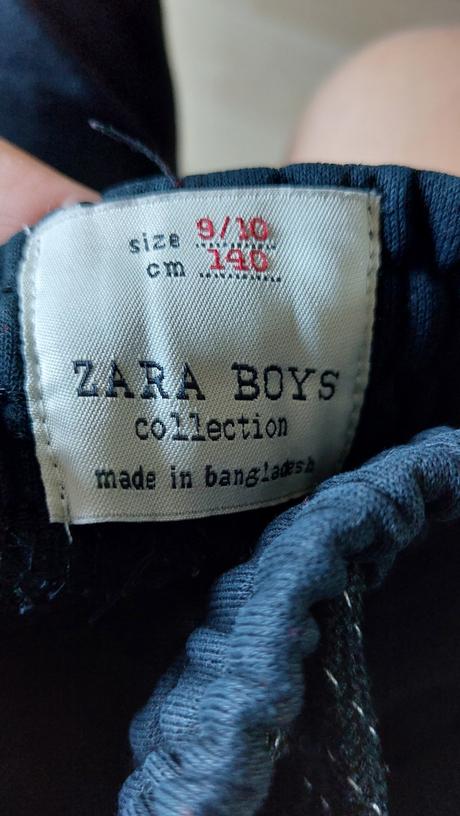 size 9/10
cm 140
ZARA BOYS
collection
made in bangladesh